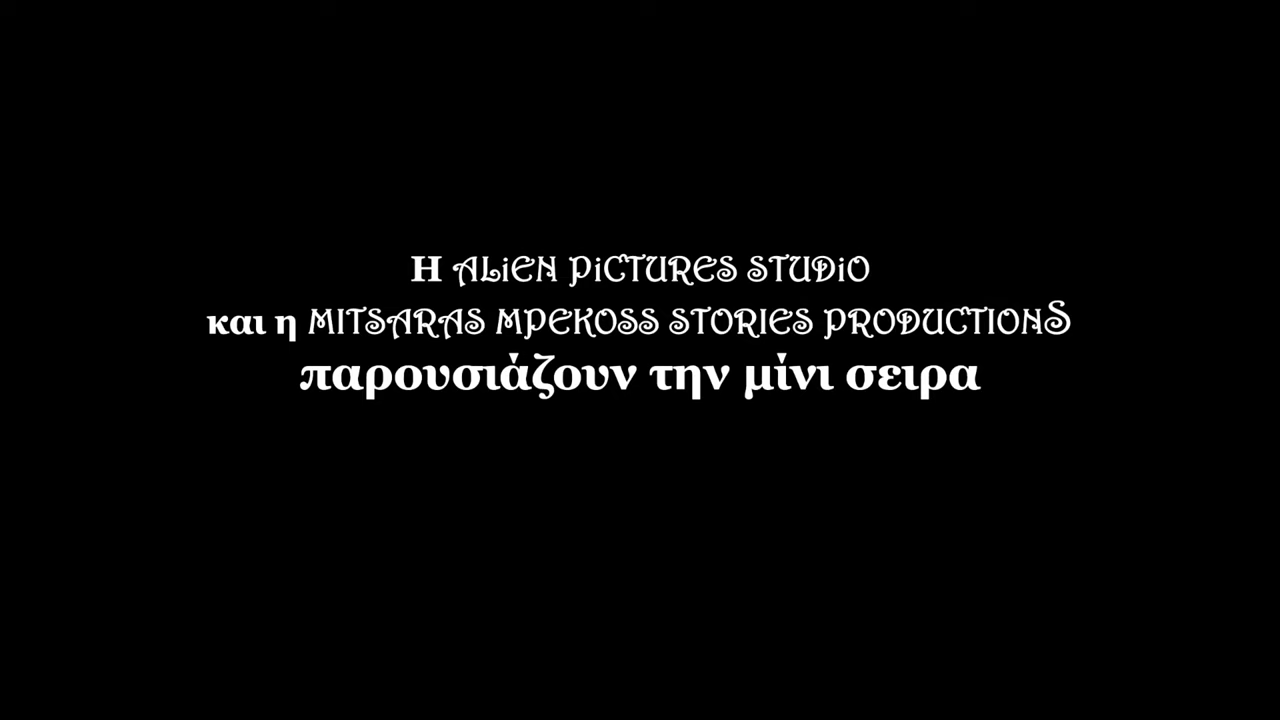 Η ALiEN PiCTURES STUDiO
και η MITSARAS MPEKOSS STORIES PRODUCTIONS
παρουσιάζουν την μίνι σειρα